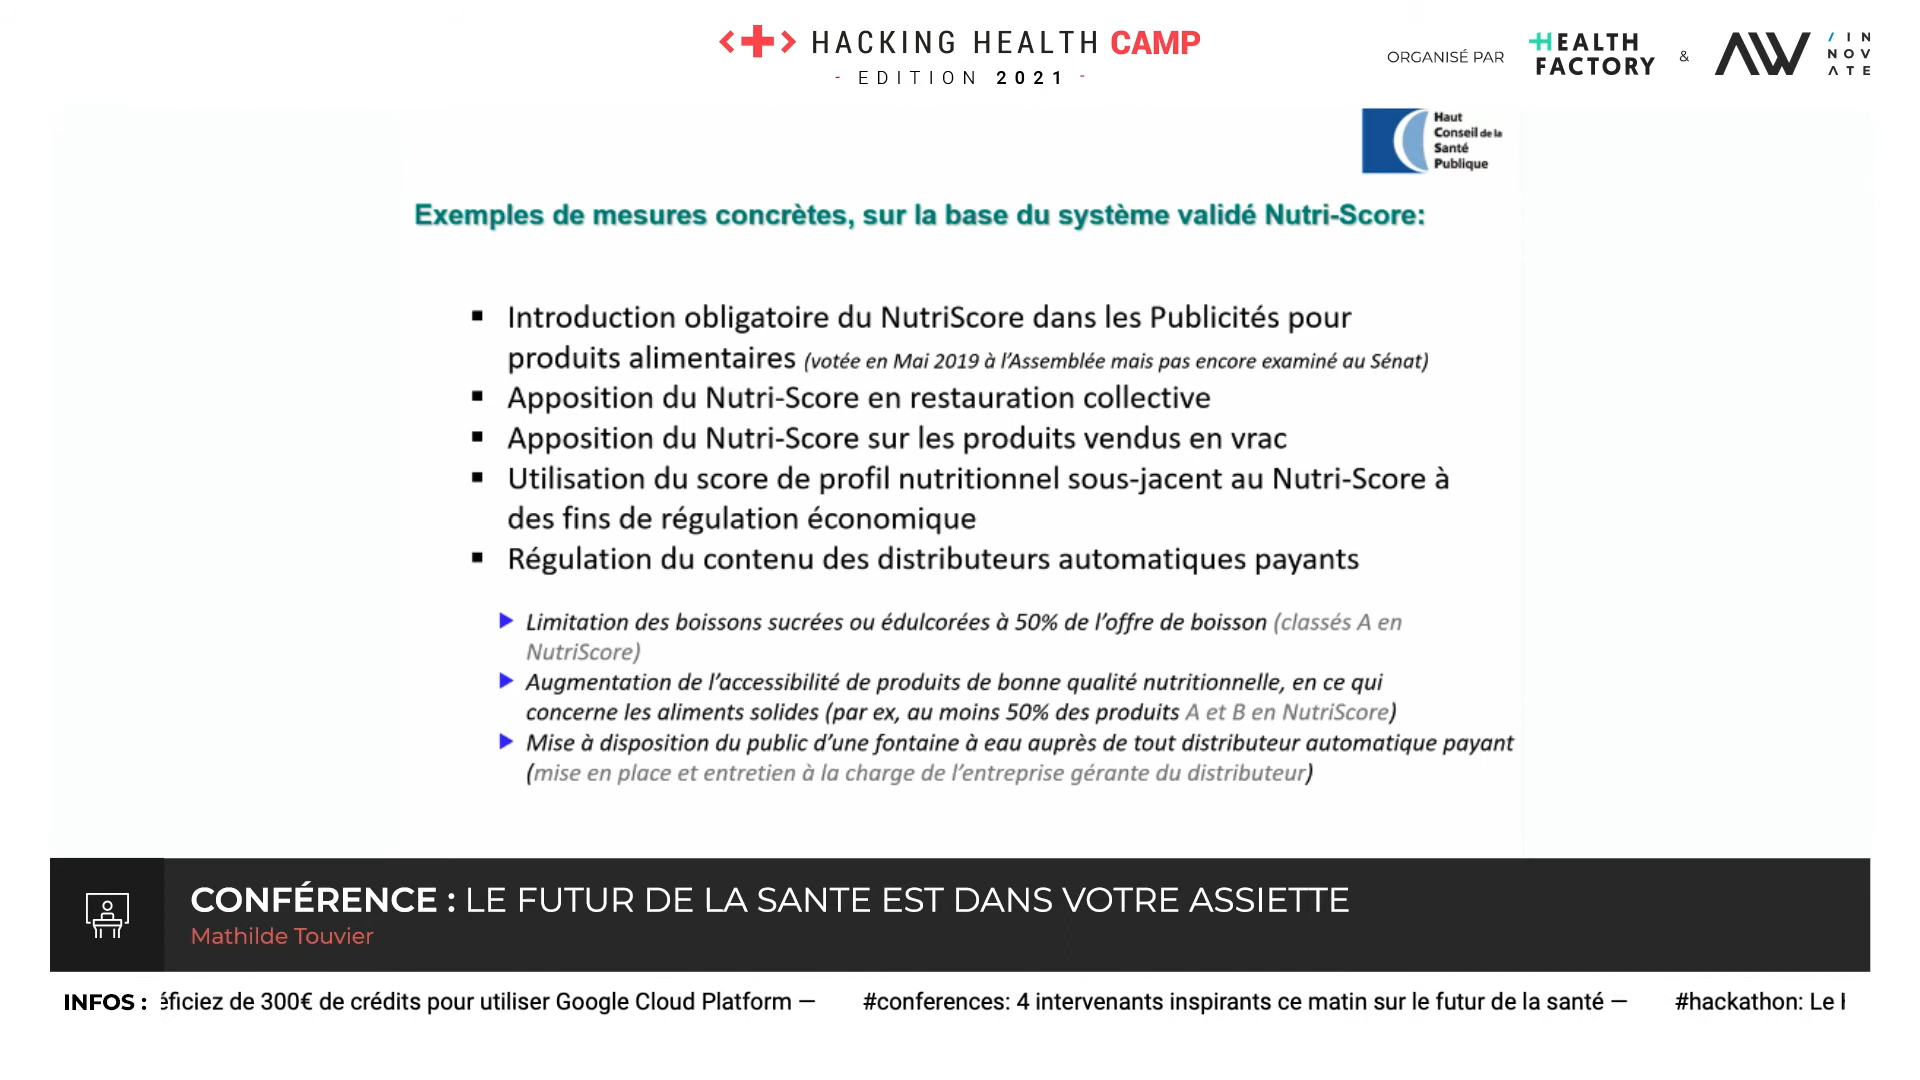 HACKING HEALTH CAMP
- EDITION 2021 -
ORGANISÉ PAR
HEALTH
FACTORY
&
AW
/IN
NOV
ATE
Haut
Conseil de la
Santé
Publique
Exemples de mesures concrètes, sur la base du système validé Nutri-Score:
▪ Introduction obligatoire du NutriScore dans les Publicités pour
produits alimentaires (votée en Mai 2019 à l'Assemblée mais pas encore examiné au Sénat)
▪ Apposition du Nutri-Score en restauration collective
▪ Apposition du Nutri-Score sur les produits vendus en vrac
▪ Utilisation du score de profil nutritionnel sous-jacent au Nutri-Score à
des fins de régulation économique
▪ Régulation du contenu des distributeurs automatiques payants
Limitation des boissons sucrées ou édulcorées à 50% de l'offre de boisson (classés A en
NutriScore)
Augmentation de l'accessibilité de produits de bonne qualité nutritionnelle, en ce qui
concerne les aliments solides (par ex, au moins 50% des produits A et B en NutriScore)
Mise à disposition du public d'une fontaine à eau auprès de tout distributeur automatique payant
(mise en place et entretien à la charge de l'entreprise gérante du distributeur)
CONFÉRENCE : LE FUTUR DE LA SANTE EST DANS VOTRE ASSIETTE
Mathilde Touvier
INFOS : éficiez de 300€ de crédits pour utiliser Google Cloud Platform — #conferences: 4 intervenants inspirants ce matin sur le futur de la santé — #hackathon: Le